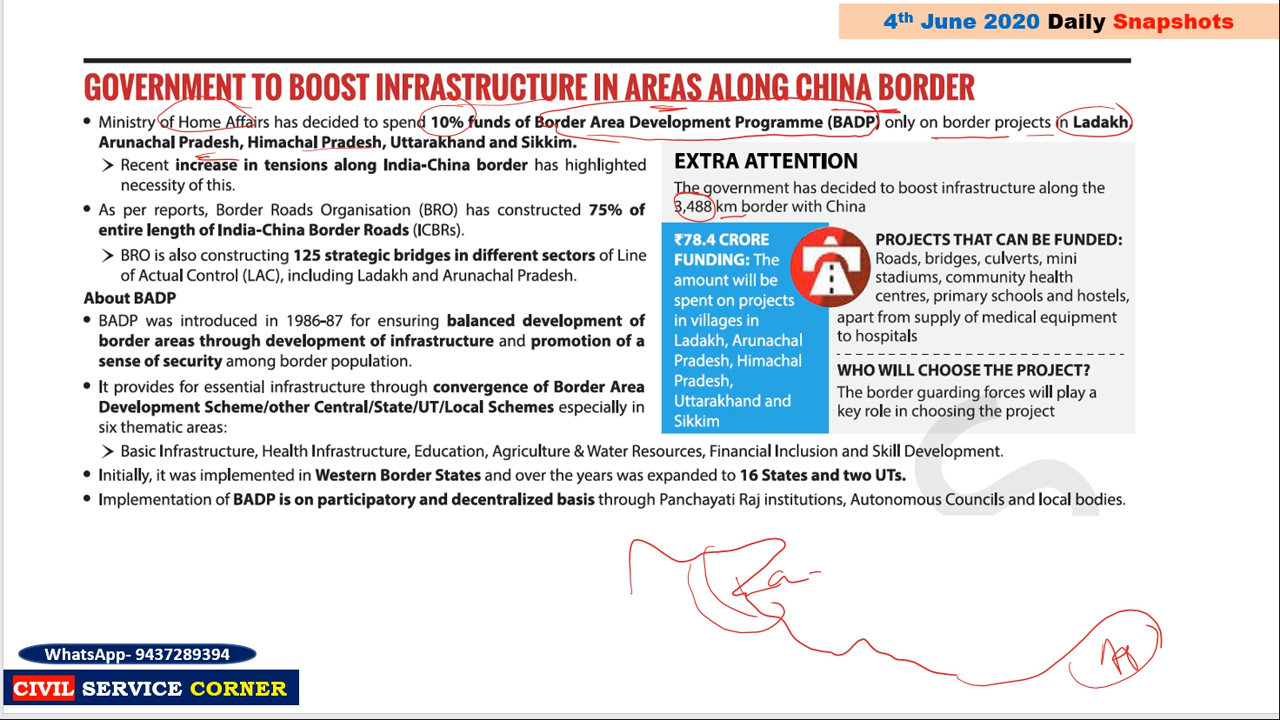 4th June 2020 Daily Snapshots
GOVERNMENT TO BOOST INFRASTRUCTURE IN AREAS ALONG CHINA BORDER
• Ministry of Home Affairs has decided to spend 10% funds of Border Area Development Programme (BADP) only on border projects in Ladakh,
Arunachal Pradesh, Himachal Pradesh, Uttarakhand and Sikkim.
➢ Recent increase in tensions along India-China border has highlighted
necessity of this.
• As per reports, Border Roads Organisation (BRO) has constructed 75% of
entire length of India-China Border Roads (ICBRs).
➢ BRO is also constructing 125 strategic bridges in different sectors of Line
of Actual Control (LAC), including Ladakh and Arunachal Pradesh.
About BADP
• BADP was introduced in 1986-87 for ensuring balanced development of
border areas through development of infrastructure and promotion of a
sense of security among border population.
• It provides for essential infrastructure through convergence of Border Area
Development Scheme/other Central/State/UT/Local Schemes especially in
six thematic areas:
EXTRA ATTENTION
The government has decided to boost infrastructure along the
3,488 km border with China
₹78.4 CRORE
FUNDING: The
amount will be
spent on projects
in villages in
Ladakh, Arunachal
Pradesh, Himachal
Pradesh,
Uttarakhand and
Sikkim
PROJECTS THAT CAN BE FUNDED:
Roads, bridges, culverts, mini
stadiums, community health
centres, primary schools and hostels,
apart from supply of medical equipment
to hospitals
WHO WILL CHOOSE THE PROJECT?
The border guarding forces will play a
key role in choosing the project
➢ Basic Infrastructure, Health Infrastructure, Education, Agriculture & Water Resources, Financial Inclusion and Skill Development.
• Initially, it was implemented in Western Border States and over the years was expanded to 16 States and two UTs.
• Implementation of BADP is on participatory and decentralized basis through Panchayati Raj institutions, Autonomous Councils and local bodies.
WhatsApp- 9437289394
CIVIL SERVICE CORNER